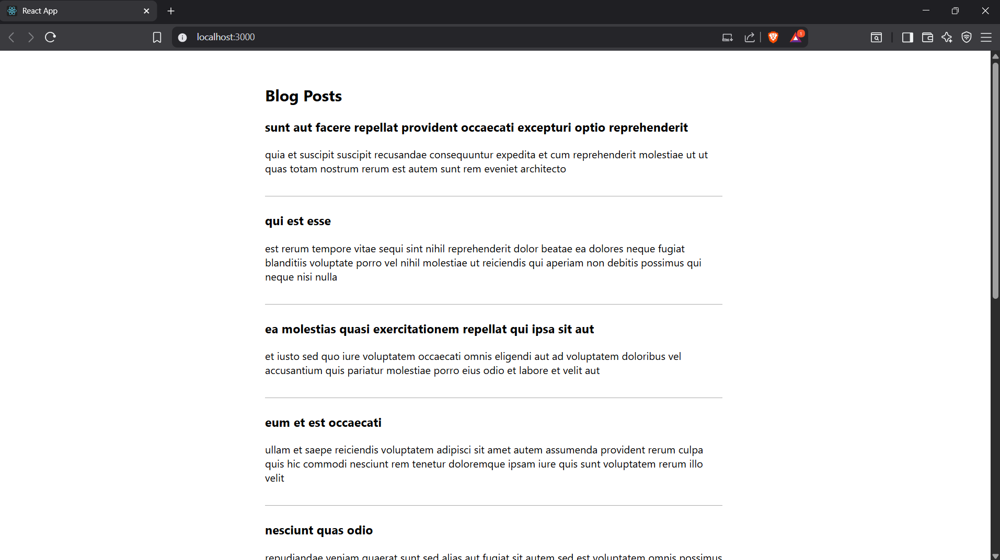 React App
localhost:3000
1
Blog Posts
sunt aut facere repellat provident occaecati excepturi optio reprehenderit
quia et suscipit suscipit recusandae consequuntur expedita et cum reprehenderit molestiae ut ut
quas totam nostrum rerum est autem sunt rem eveniet architecto
qui est esse
est rerum tempore vitae sequi sint nihil reprehenderit dolor beatae ea dolores neque fugiat
blanditiis voluptate porro vel nihil molestiae ut reiciendis qui aperiam non debitis possimus qui
neque nisi nulla
ea molestias quasi exercitationem repellat qui ipsa sit aut
et iusto sed quo iure voluptatem occaecati omnis eligendi aut ad voluptatem doloribus vel
accusantium quis pariatur molestiae porro eius odio et labore et velit aut
eum et est occaecati
ullam et saepe reiciendis voluptatem adipisci sit amet autem assumenda provident rerum culpa
quis hic commodi nesciunt rem tenetur doloremque ipsam iure quis sunt voluptatem rerum illo
velit
nesciunt quas odio
repudiandae veniam quaerat sunt sed alias aut fugiat sit autem sed est voluptatem omnis possimus